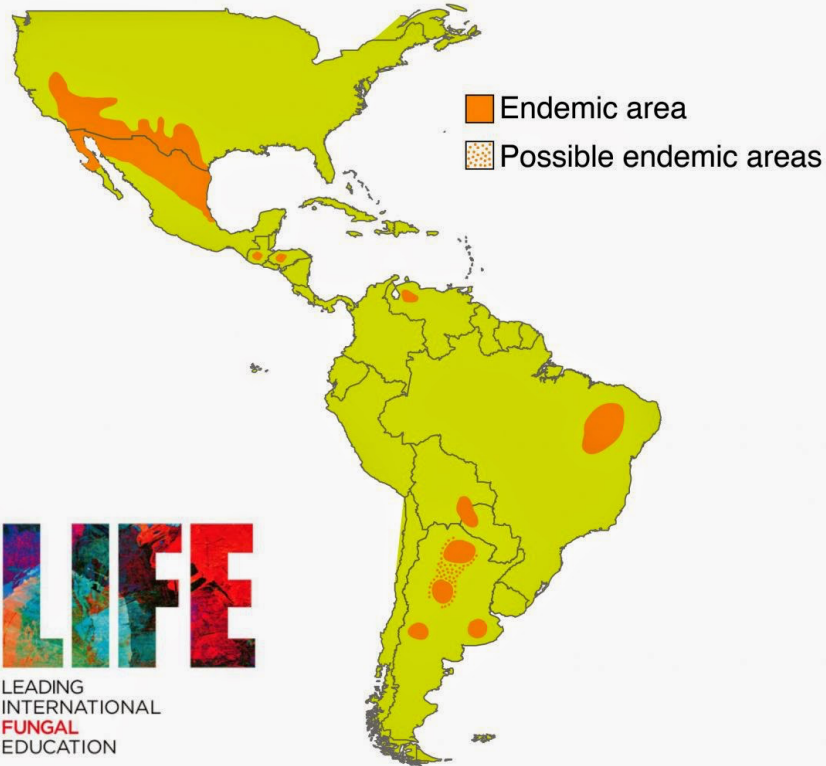 Endemic area
Possible endemic areas
LIFE
LEADING
INTERNATIONAL
FUNGAL
EDUCATION